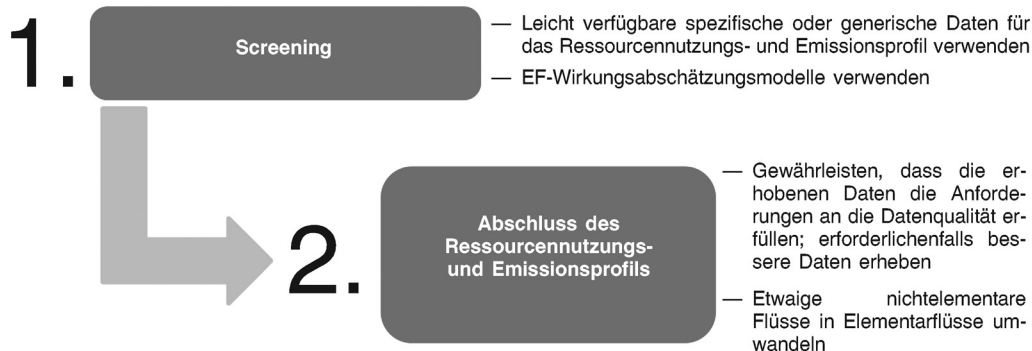 1.
Screening
— Leicht verfügbare spezifische oder generische Daten für
das Ressourcennutzungs- und Emissionsprofil verwenden
— EF-Wirkungsabschätzungsmodelle verwenden
2.
Abschluss des
Ressourcennutzungs-
und Emissionsprofils
— Gewährleisten, dass die er-
hobenen Daten die Anforde-
rungen an die Datenqualität er-
füllen; erforderlichenfalls bes-
sere Daten erheben
— Etwaige nichtelementare
Flüsse in Elementarflüsse um-
wandeln